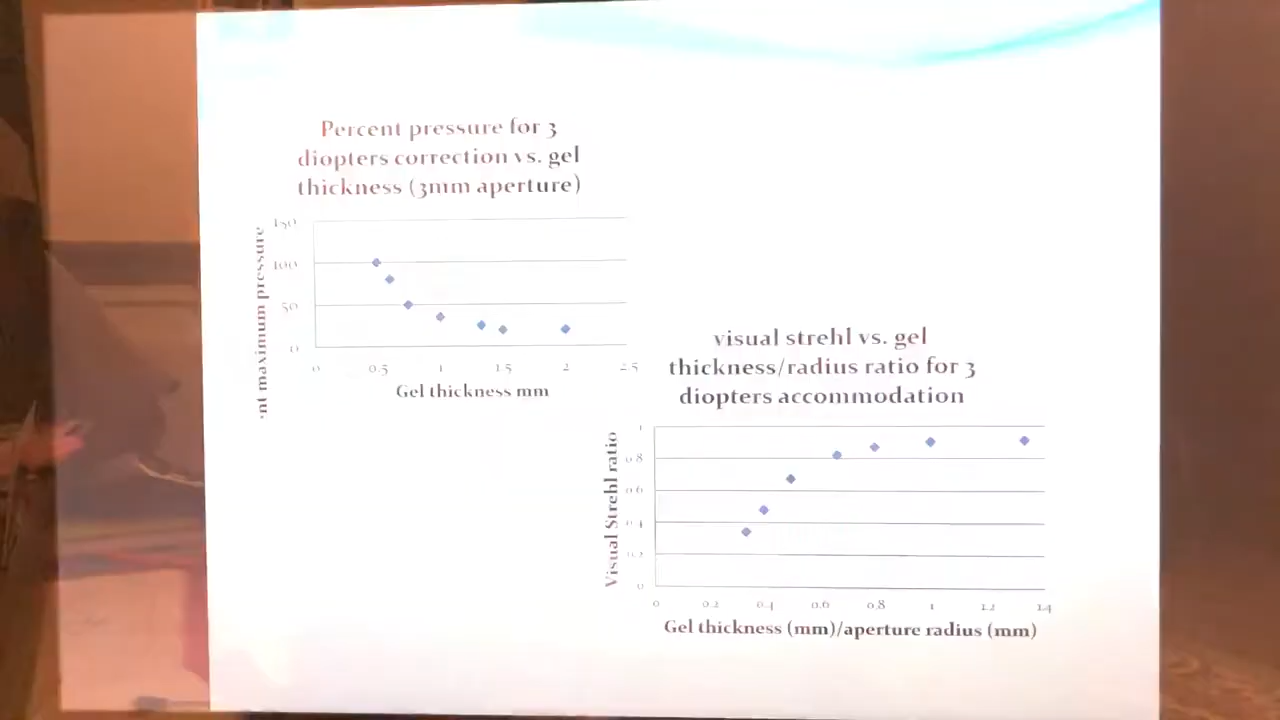 Percent pressure for 3
diopters correction vs. gel
thickness (3mm aperture)
nt maximum pressure
150
100
50
0
0 0.5 1 1.5 2 2.5
Gel thickness mm
visual strehl vs. gel
thickness/radius ratio for 3
diopters accommodation
Visual Strehl ratio
1
0.8
0.6
0.4
0.2
0
0 0.2 0.4 0.6 0.8 1 1.2 1.4
Gel thickness (mm)/aperture radius (mm)